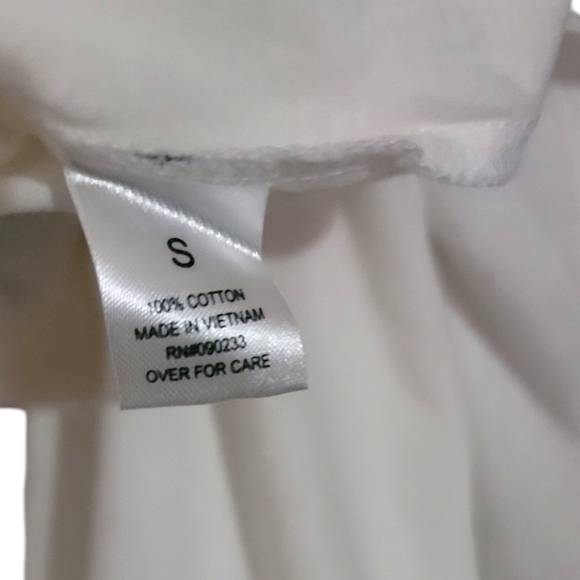 S
100% COTTON
MADE IN VIETNAM
RN#090233
OVER FOR CARE